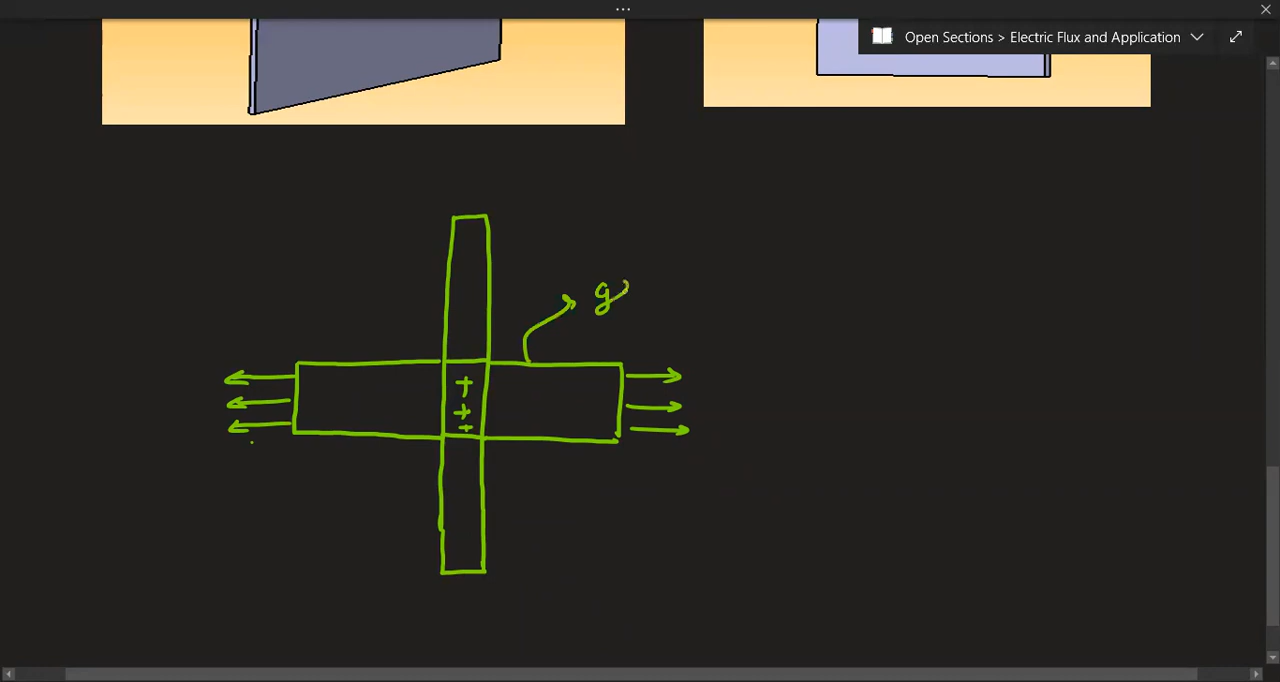 Open Sections > Electric Flux and Application
g
+
+
+